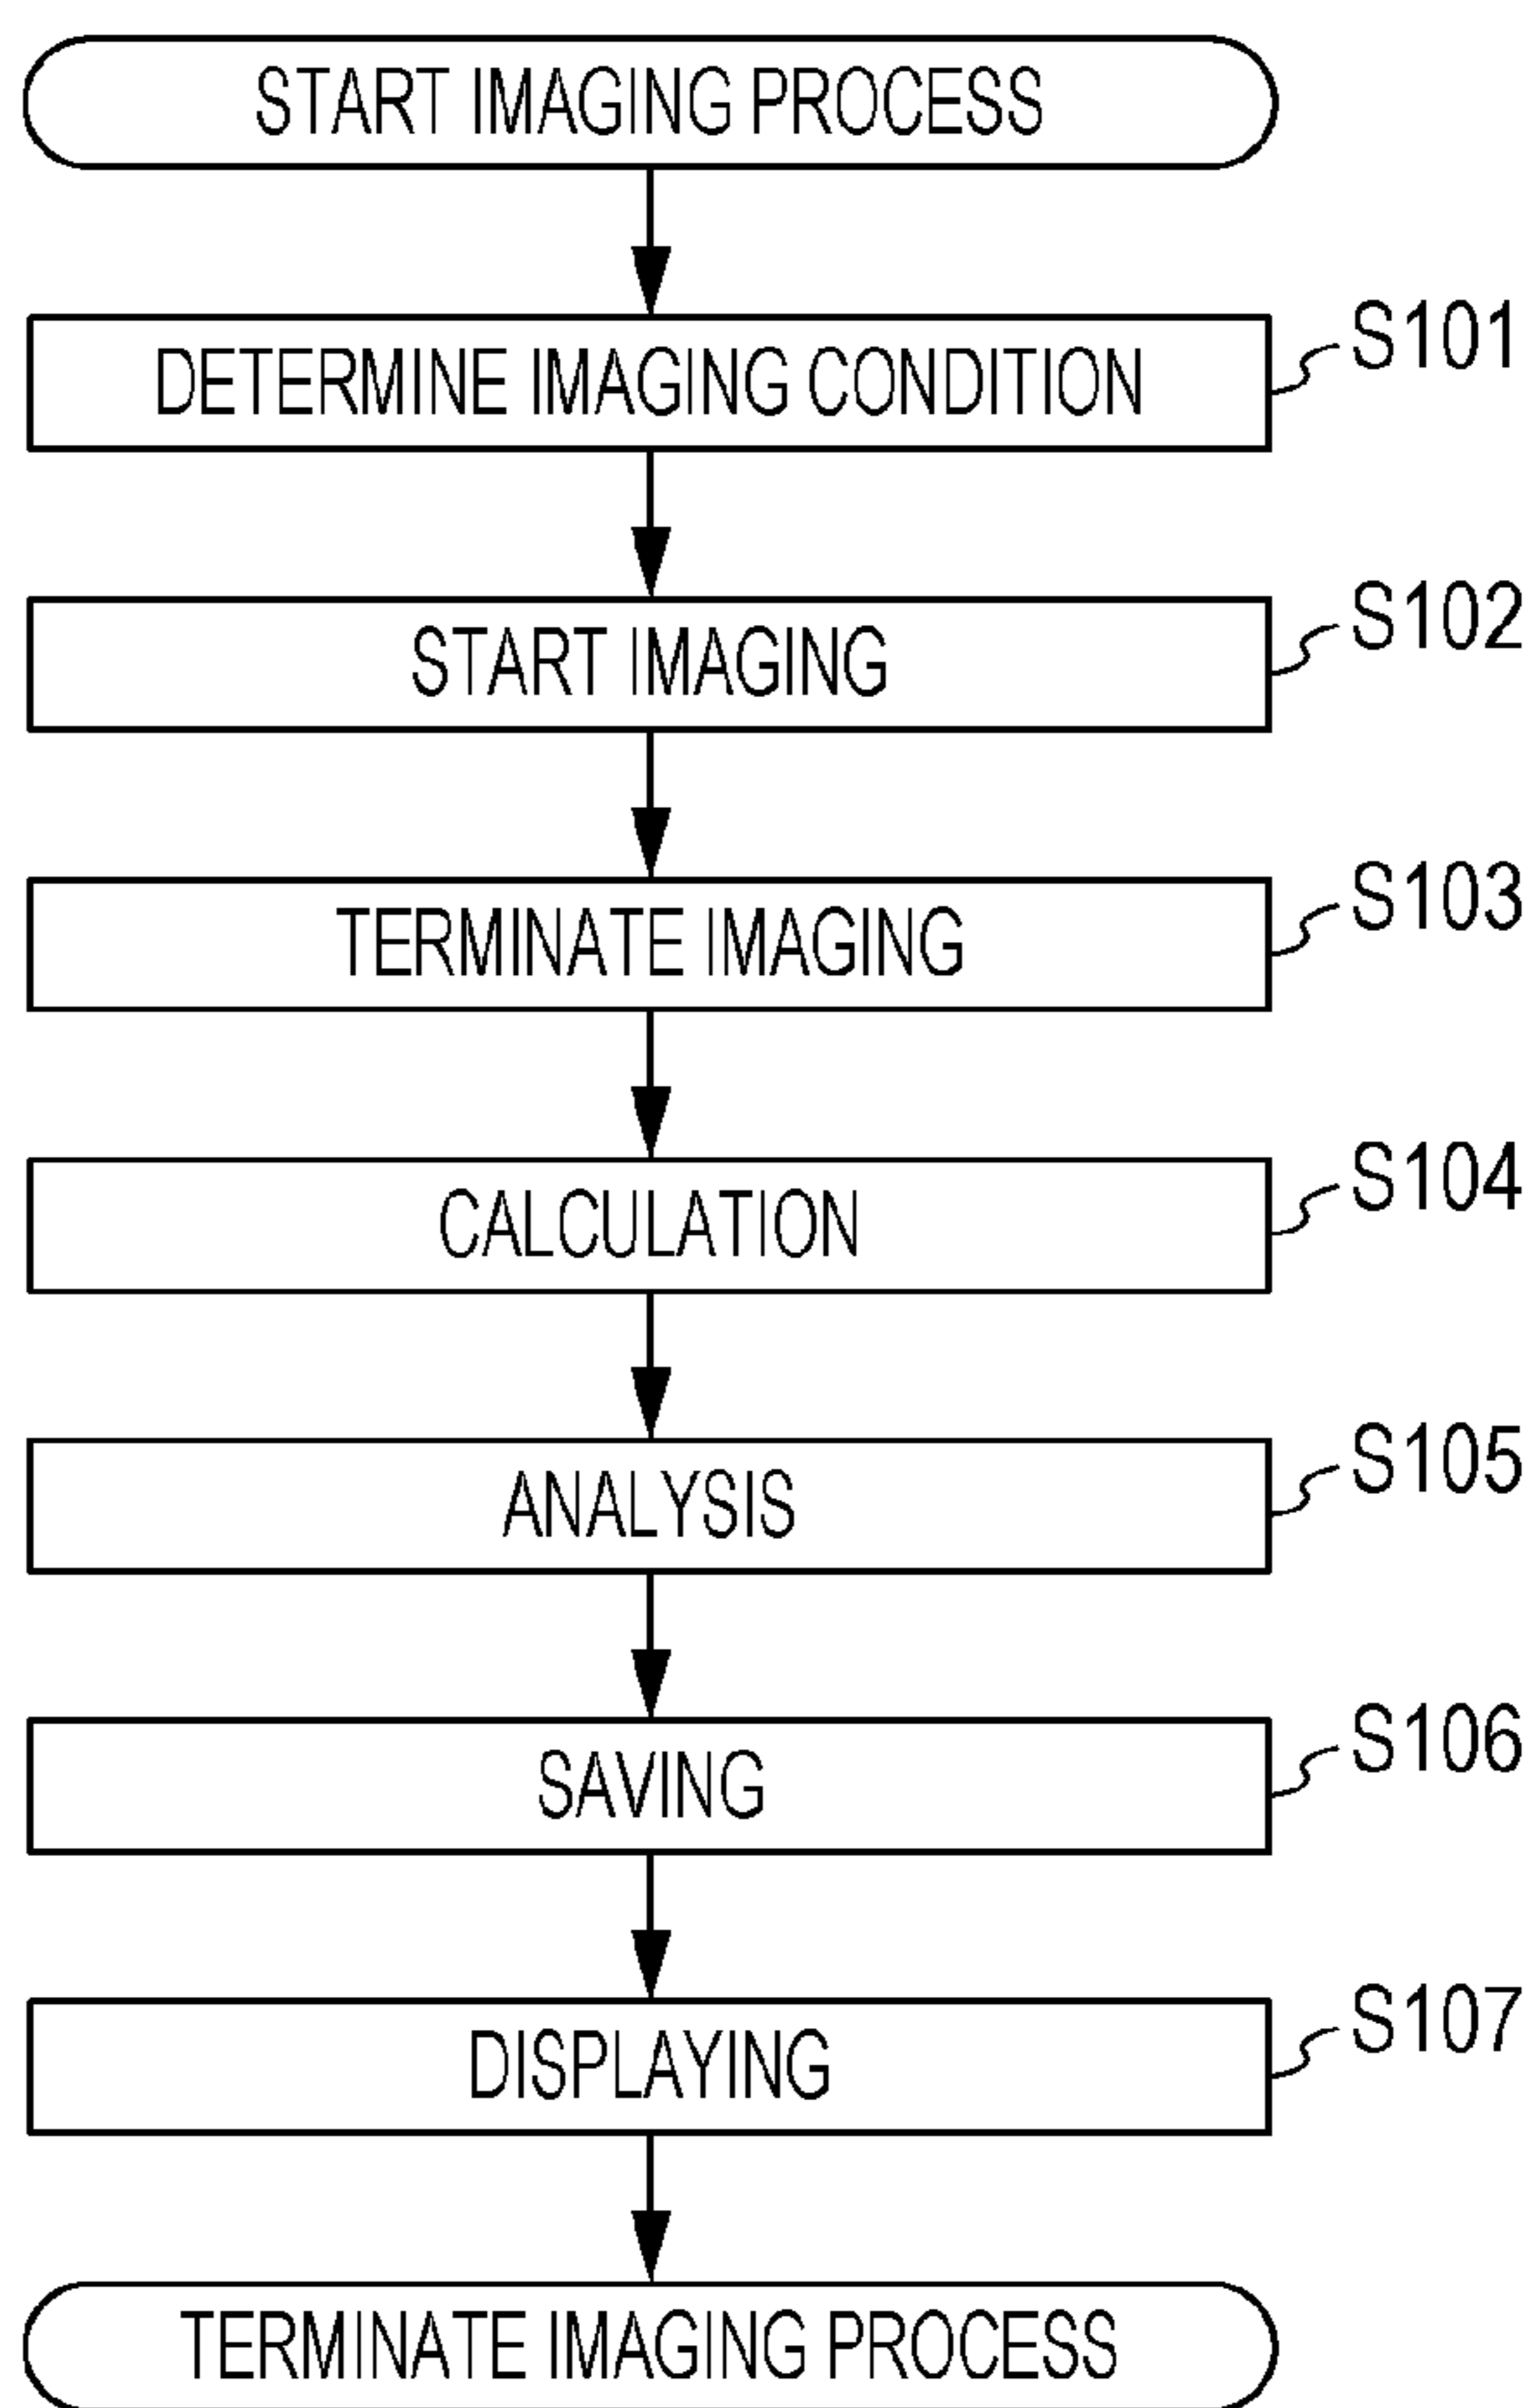 START IMAGING PROCESS
DETERMINE IMAGING CONDITION
S101
START IMAGING
S102
TERMINATE IMAGING
S103
CALCULATION
S104
ANALYSIS
S105
SAVING
S106
DISPLAYING
S107
TERMINATE IMAGING PROCESS